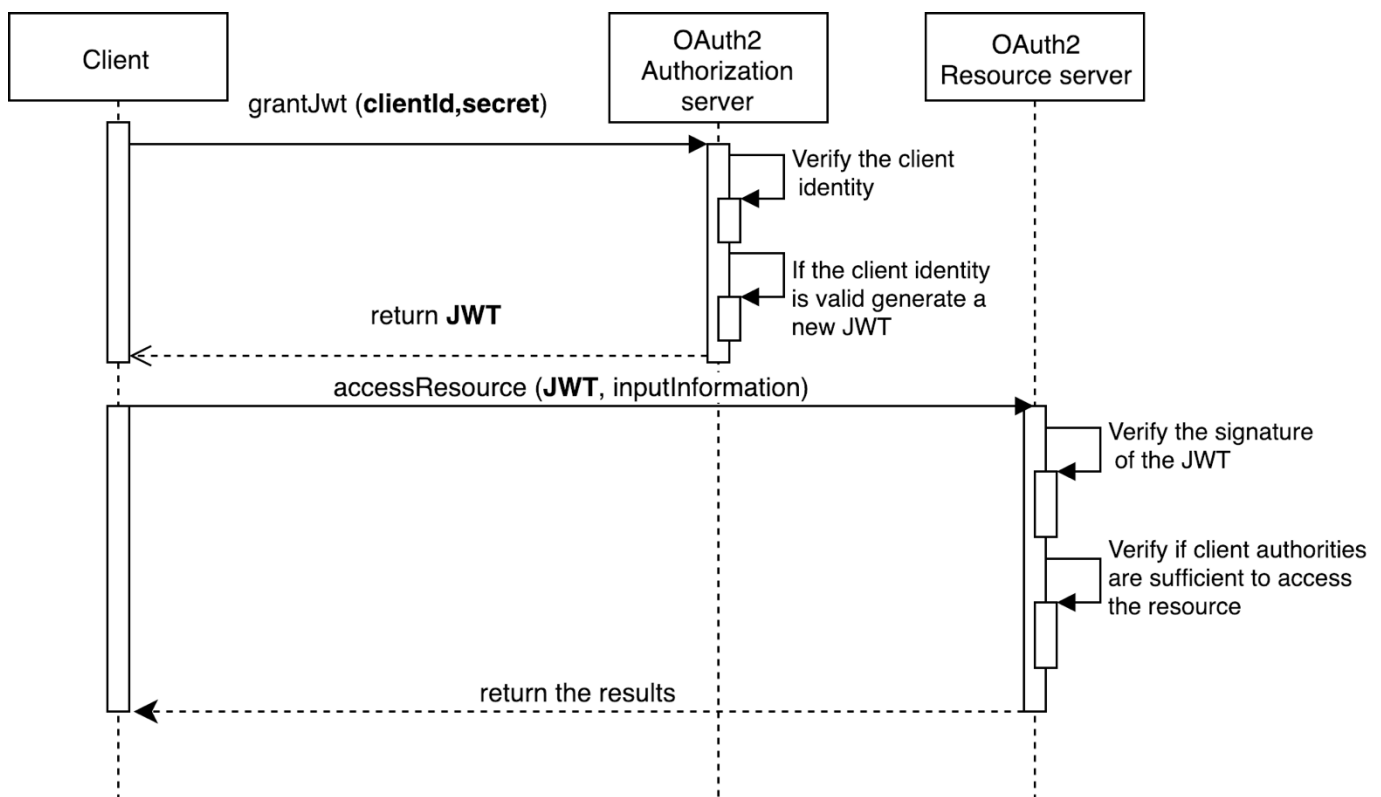 Client
OAuth2
Authorization
server
OAuth2
Resource server
grantJwt (clientId,secret)
Verify the client
identity
If the client identity
is valid generate a
new JWT
return JWT
accessResource (JWT, inputInformation)
Verify the signature
of the JWT
Verify if client authorities
are sufficient to access
the resource
return the results